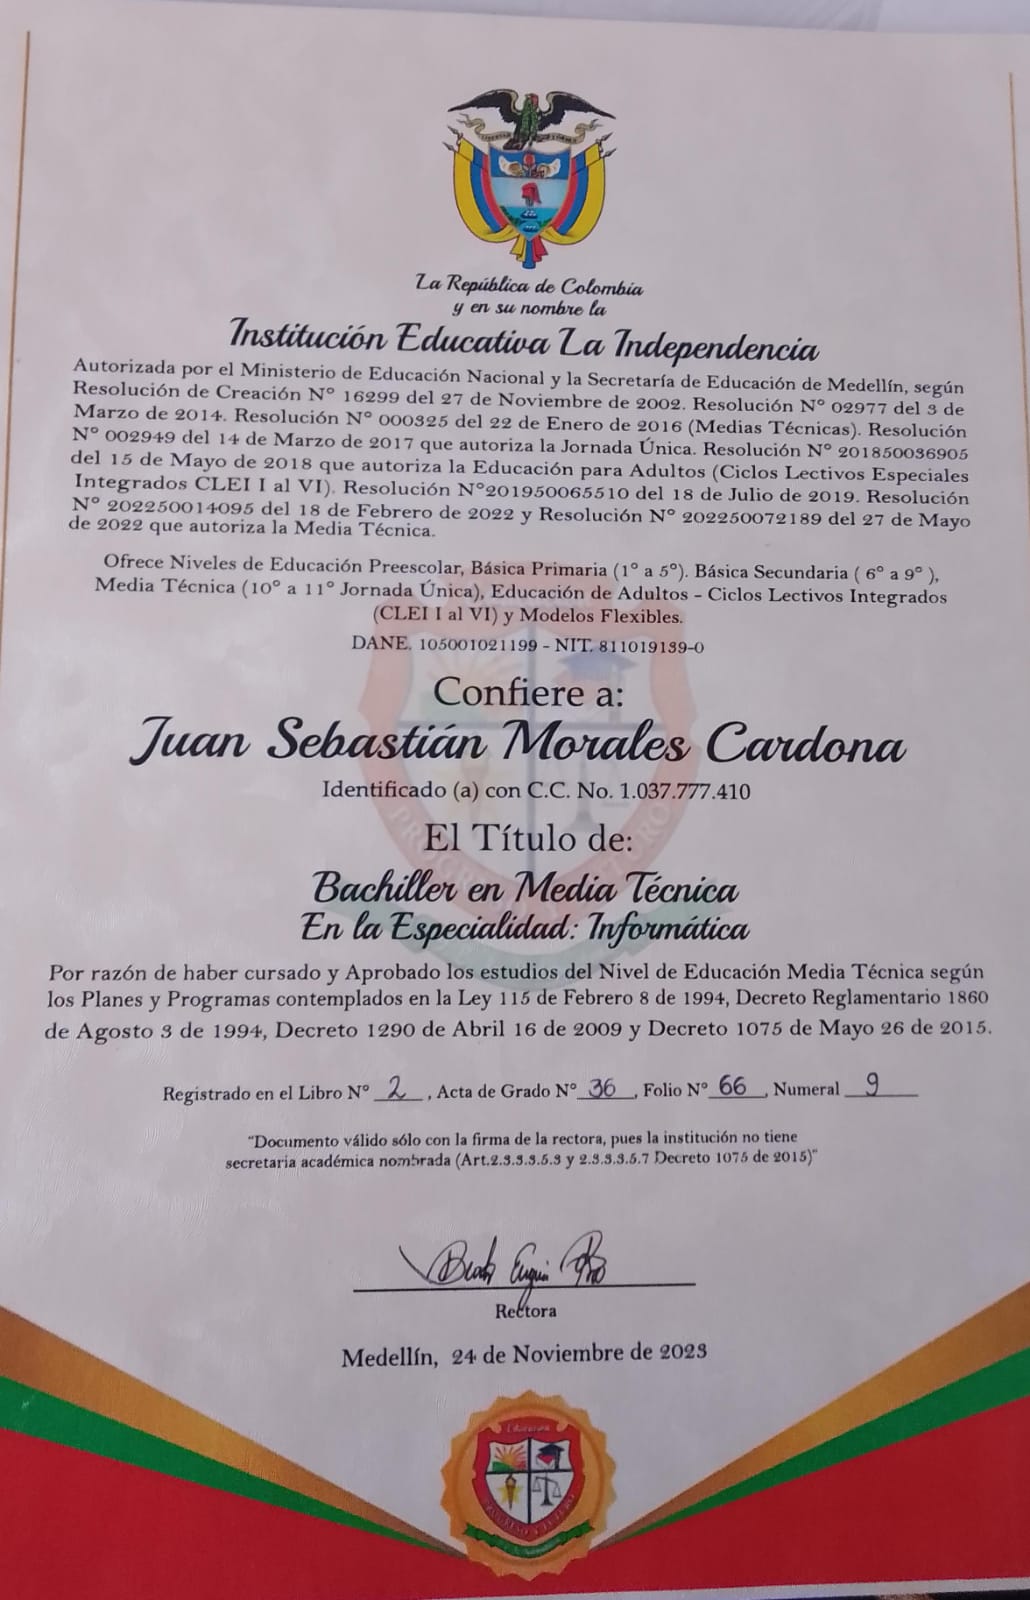 La República de Colombia
y en su nombre la
Institución Educativa La Independencia
Autorizada por el Ministerio de Educación Nacional y la Secretaría de Educación de Medellín, según
Resolución de Creación N° 16299 del 27 de Noviembre de 2002. Resolución N° 02977 del 3 de
Marzo de 2014. Resolución N° 000325 del 22 de Enero de 2016 (Medias Técnicas). Resolución
N° 002949 del 14 de Marzo de 2017 que autoriza la Jornada Única. Resolución N° 201850036905
del 15 de Mayo de 2018 que autoriza la Educación para Adultos (Ciclos Lectivos Especiales
Integrados CLEI I al VI). Resolución N°201950065510 del 18 de Julio de 2019. Resolución
N° 202250014095 del 18 de Febrero de 2022 y Resolución N° 202250072189 del 27 de Mayo
de 2022 que autoriza la Media Técnica.
Ofrece Niveles de Educación Preescolar, Básica Primaria (1° a 5°). Básica Secundaria ( 6° a 9° ),
Media Técnica (10° a 11° Jornada Única), Educación de Adultos - Ciclos Lectivos Integrados
(CLEI I al VI) y Modelos Flexibles.
DANE. 105001021199 - NIT. 811019139-0
Confiere a:
Juan Sebastián Morales Cardona
Identificado (a) con C.C. No. 1.037.777.410
El Título de:
Bachiller en Media Técnica
En la Especialidad: Informática
Por razón de haber cursado y Aprobado los estudios del Nivel de Educación Media Técnica según
los Planes y Programas contemplados en la Ley 115 de Febrero 8 de 1994, Decreto Reglamentario 1860
de Agosto 3 de 1994, Decreto 1290 de Abril 16 de 2009 y Decreto 1075 de Mayo 26 de 2015.
Registrado en el Libro N° 2, Acta de Grado N° 36, Folio N° 66, Numeral 9
"Documento válido sólo con la firma de la rectora, pues la institución no tiene
secretaria académica nombrada (Art.2.3.3.3.5.3 y 2.3.3.3.5.7 Decreto 1075 de 2015)"
Rectora
Medellín, 24 de Noviembre de 2023
PROGRESO Y FUTURO